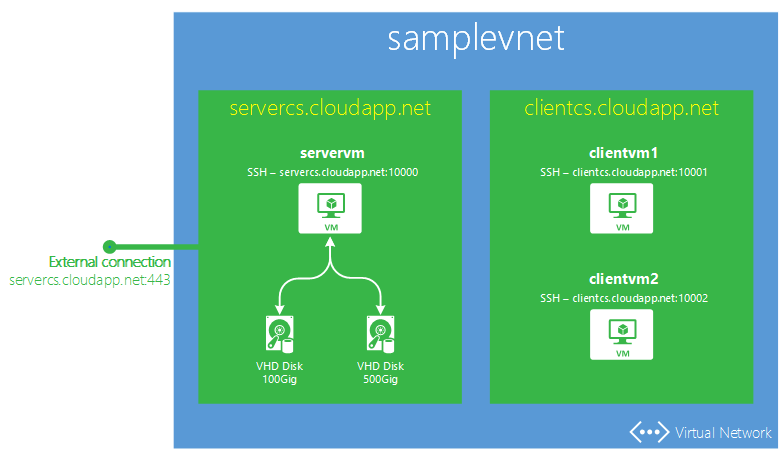 samplevnet
servercs.cloudapp.net
servervm
SSH – servercs.cloudapp.net:10000
VM
VHD Disk
100Gig
VHD Disk
500Gig
clientcs.cloudapp.net
clientvm1
SSH – clientcs.cloudapp.net:10001
VM
clientvm2
SSH – clientcs.cloudapp.net:10002
VM
External connection
servercs.cloudapp.net:443
Virtual Network